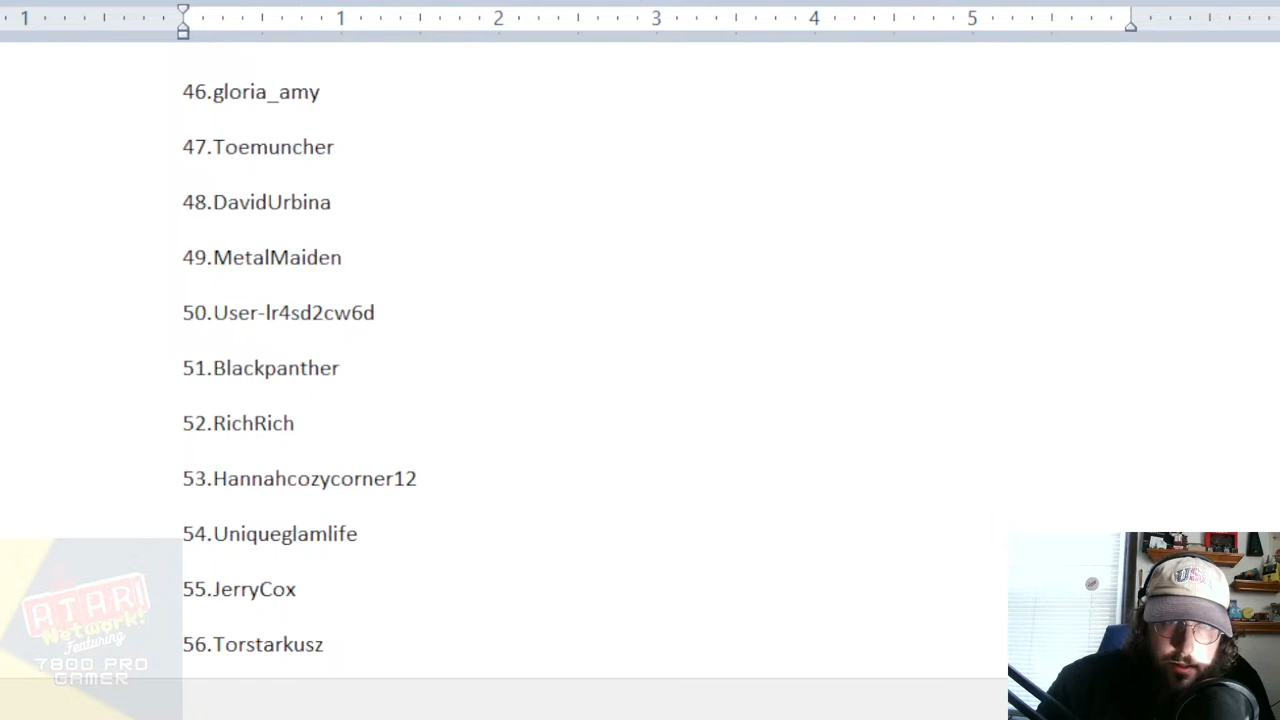 1 1 2 3 4 5
46.gloria_amy
47.Toemuncher
48.DavidUrbina
49.MetalMaiden
50.User-lr4sd2cw6d
51.Blackpanther
52.RichRich
53.Hannahcozycorner12
54.Uniqueglamlife
55.JerryCox
56.Torstarkusz
ATARI
Network!
Featuring
7800 PRO
GAMER